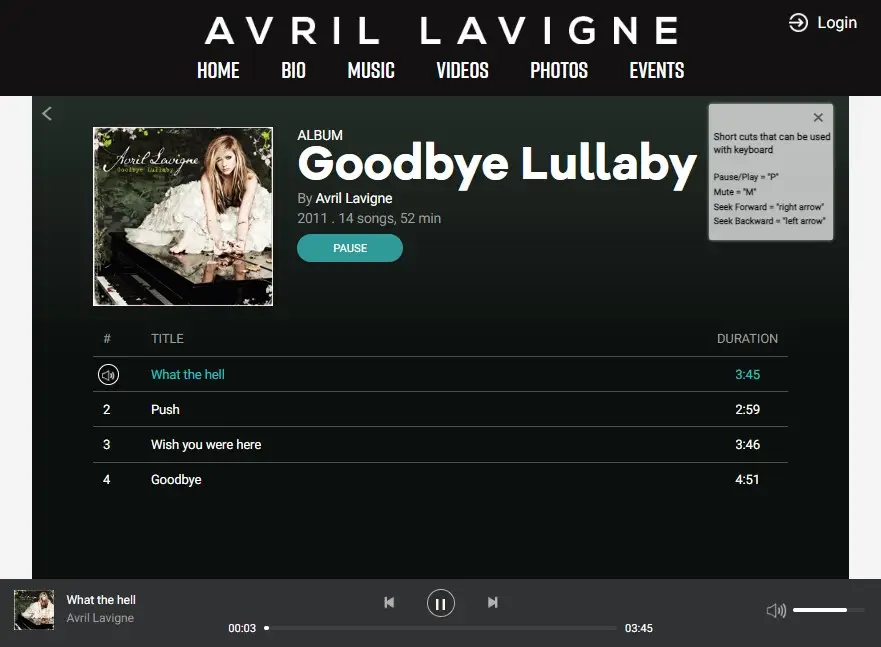 AVRIL LAVIGNE
Login
HOME BIO MUSIC VIDEOS PHOTOS EVENTS
Avril Lavigne
Goodbye Lullaby
ALBUM
Goodbye Lullaby
By Avril Lavigne
2011 . 14 songs, 52 min
PAUSE
Short cuts that can be used
with keyboard
Pause/Play = "P"
Mute = "M"
Seek Forward = "right arrow"
Seek Backward = "left arrow"
# TITLE DURATION
What the hell 3:45
2 Push 2:59
3 Wish you were here 3:46
4 Goodbye 4:51
What the hell
Avril Lavigne
00:03 03:45